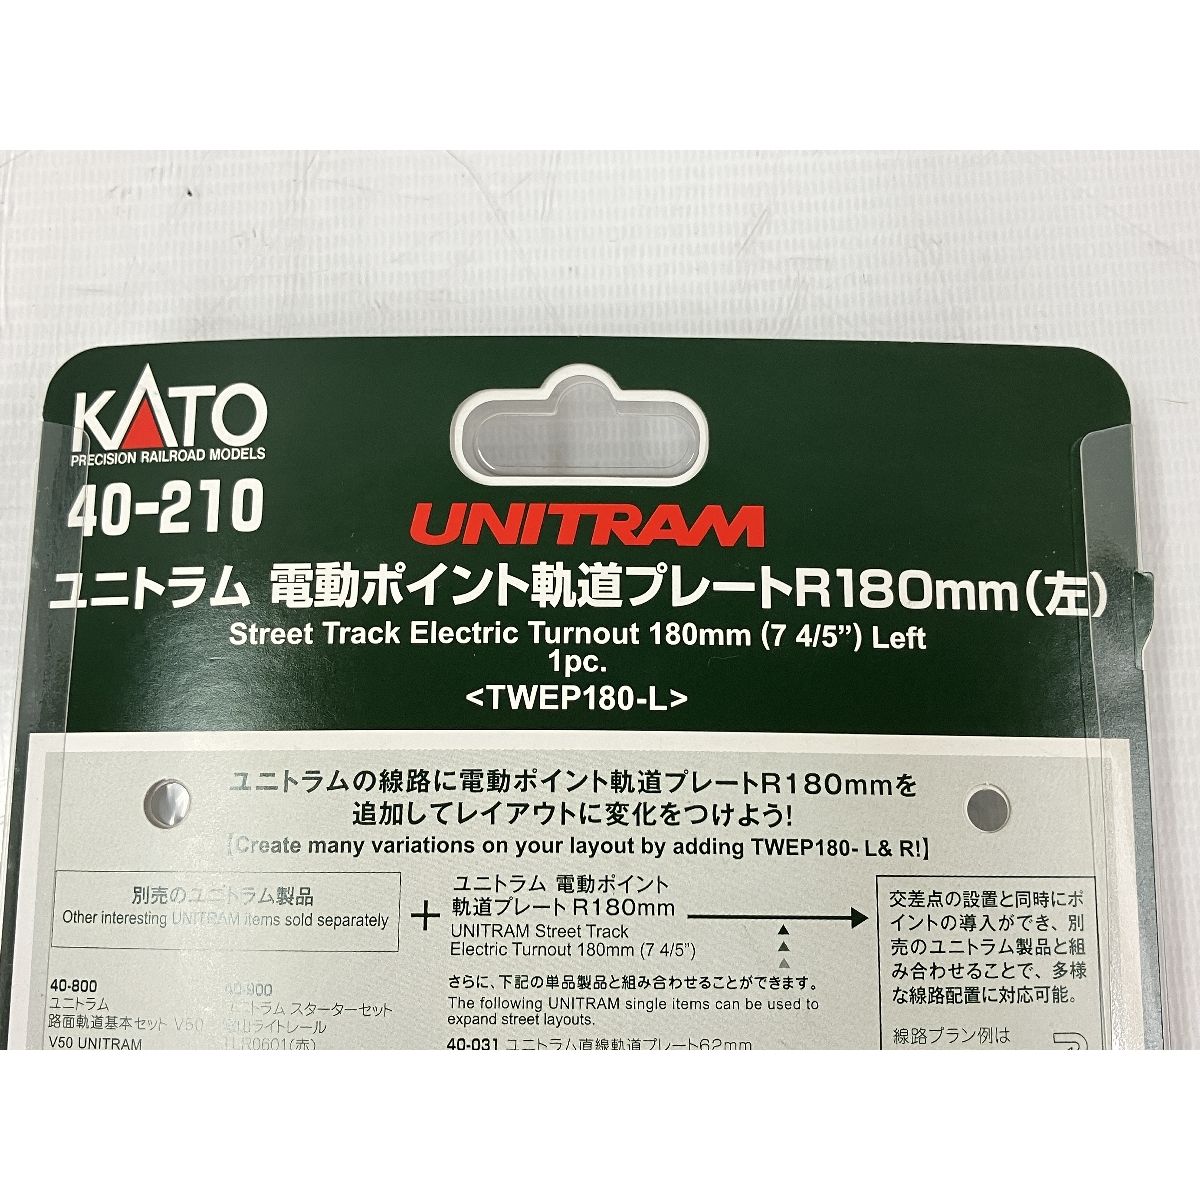 KATO
PRECISION RAILROAD MODELS
40-210
UNITRAM
ユニトラム 電動ポイント軌道プレートR180mm(左)
Street Track Electric Turnout 180mm (7 4/5”) Left
1pc.
<TWEP180-L>
ユニトラムの線路に電動ポイント軌道プレートR180mmを
追加してレイアウトに変化をつけよう!
【Create many variations on your layout by adding TWEP180- L& R!】
別売のユニトラム製品
Other interesting UNITRAM items sold separately
+
ユニトラム 電動ポイント
軌道プレート R180mm
UNITRAM Street Track
Electric Turnout 180mm (7 4/5”)
交差点の設置と同時にポ
イントの導入ができ、別
売のユニトラム製品と組
み合わせることで、多様
な線路配置に対応可能。
線路プラン例は
40-800
ユニトラム
路面軌道基本セット V50
V50 UNITRAM
40-900
ユニトラム スターターセット
富山ライトレール
TLR0601(赤)
さらに、下記の単品製品と組み合わせることができます。
The following UNITRAM single items can be used to
expand street layouts.
40-031 ユニトラム直線軌道プレート62mm